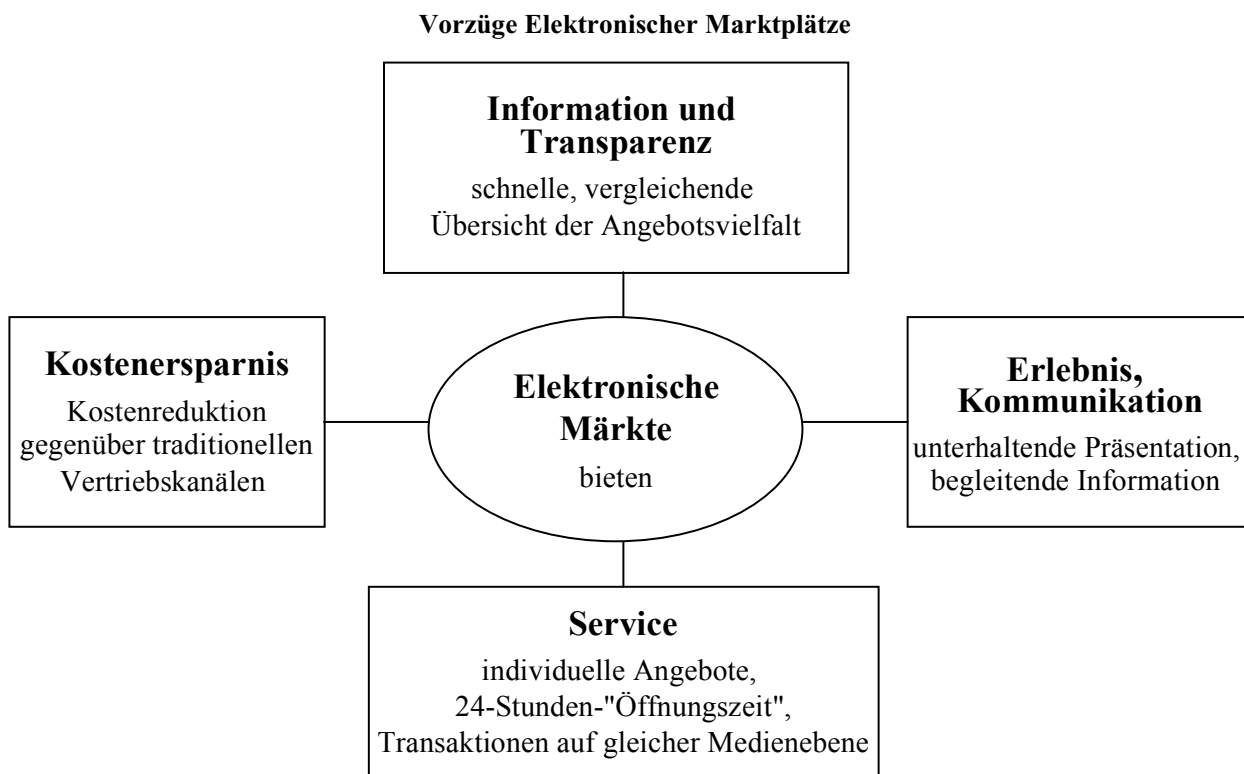 Vorzüge Elektronischer Marktplätze
Information und
Transparenz
schnelle, vergleichende
Übersicht der Angebotsvielfalt
Kostenersparnis
Kostenreduktion
gegenüber traditionellen
Vertriebskanälen
Elektronische
Märkte
bieten
Erlebnis,
Kommunikation
unterhaltende Präsentation,
begleitende Information
Service
individuelle Angebote,
24-Stunden-"Öffnungszeit",
Transaktionen auf gleicher Medienebene